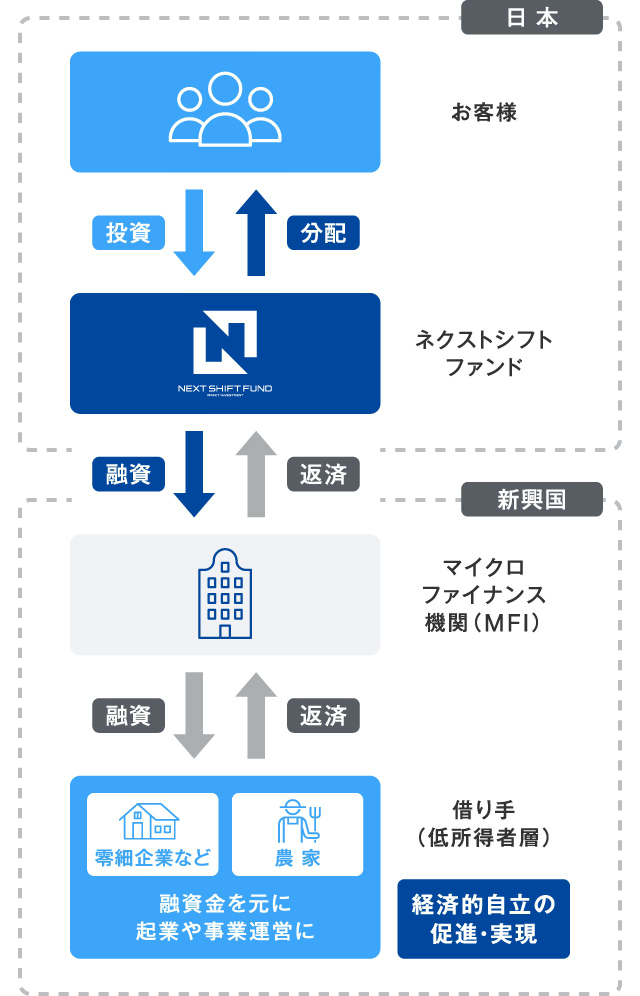 日本
お客様
投資
分配
NEXT SHIFT FUND
IMPACT INVESTMENT
ネクストシフト
ファンド
融資
返済
新興国
マイクロ
ファイナンス
機関（MFI）
融資
返済
零細企業など
農家
融資金を元に
起業や事業運営に
借り手
（低所得者層）
経済的自立の
促進・実現